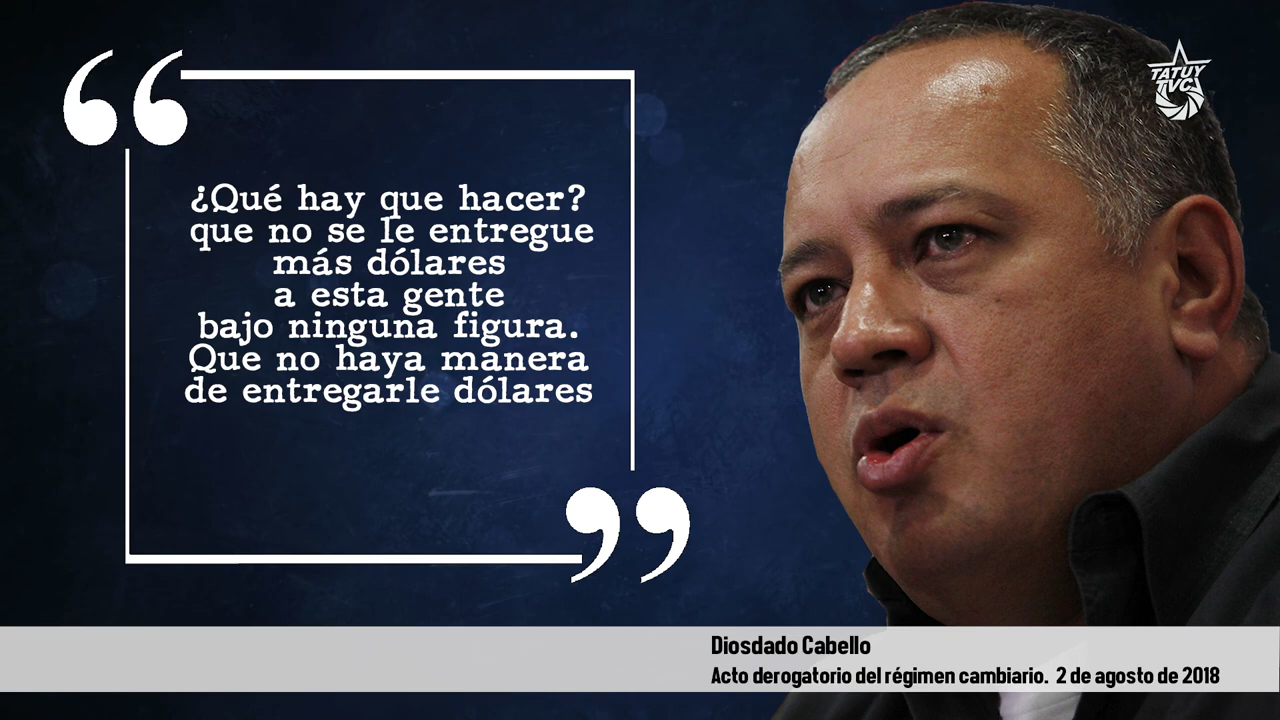 TATUY
TVC
¿Qué hay que hacer?
que no se le entregue
más dólares
a esta gente
bajo ninguna figura.
Que no haya manera
de entregarle dólares
Diosdado Cabello
Acto derogatorio del régimen cambiario. 2 de agosto de 2018